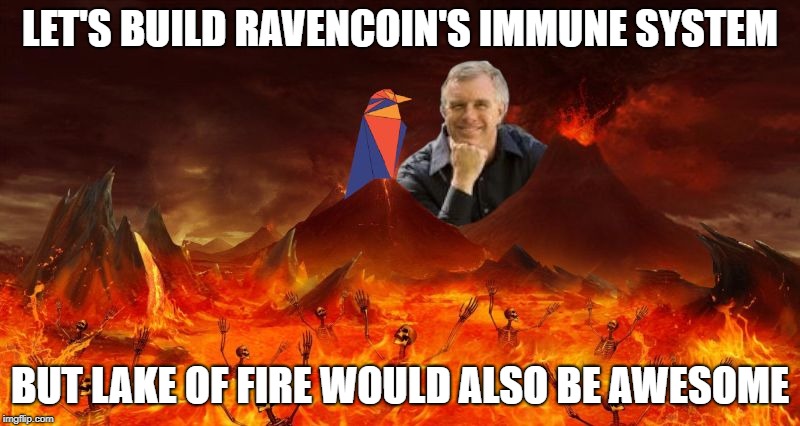 LET'S BUILD RAVENCOIN'S IMMUNE SYSTEM
BUT LAKE OF FIRE WOULD ALSO BE AWESOME
imgflip.com